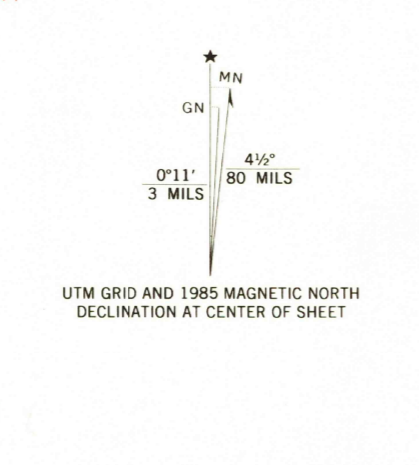 ★
MN
GN
4½°
80 MILS
0°11′
3 MILS
UTM GRID AND 1985 MAGNETIC NORTH
DECLINATION AT CENTER OF SHEET